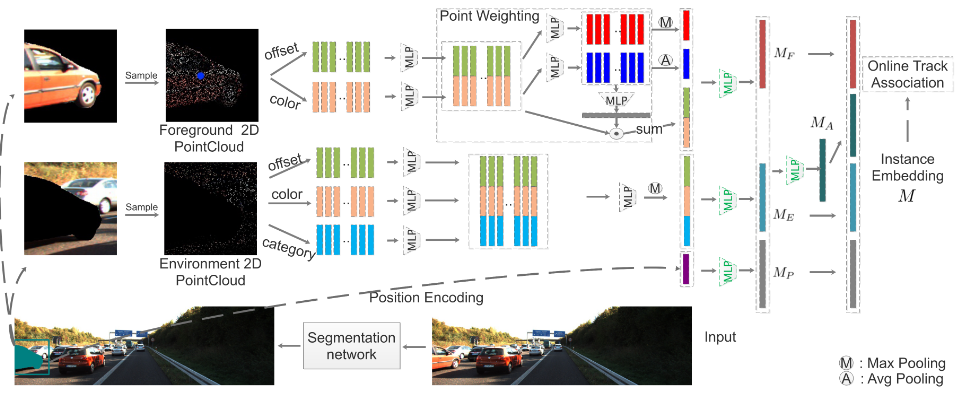 Point Weighting
MLP
M
M_F
offset
MLP
Sample
MLP
A
MLP
Online Track
Association
color
MLP
MLP
sum
Foreground 2D
PointCloud
M_A
offset
MLP
MLP
Instance
Embedding
M
Sample
color
MLP
MLP
M
MLP
M_E
category
MLP
Environment 2D
PointCloud
MLP
M_P
Position Encoding
Segmentation
network
Input
M : Max Pooling
A : Avg Pooling